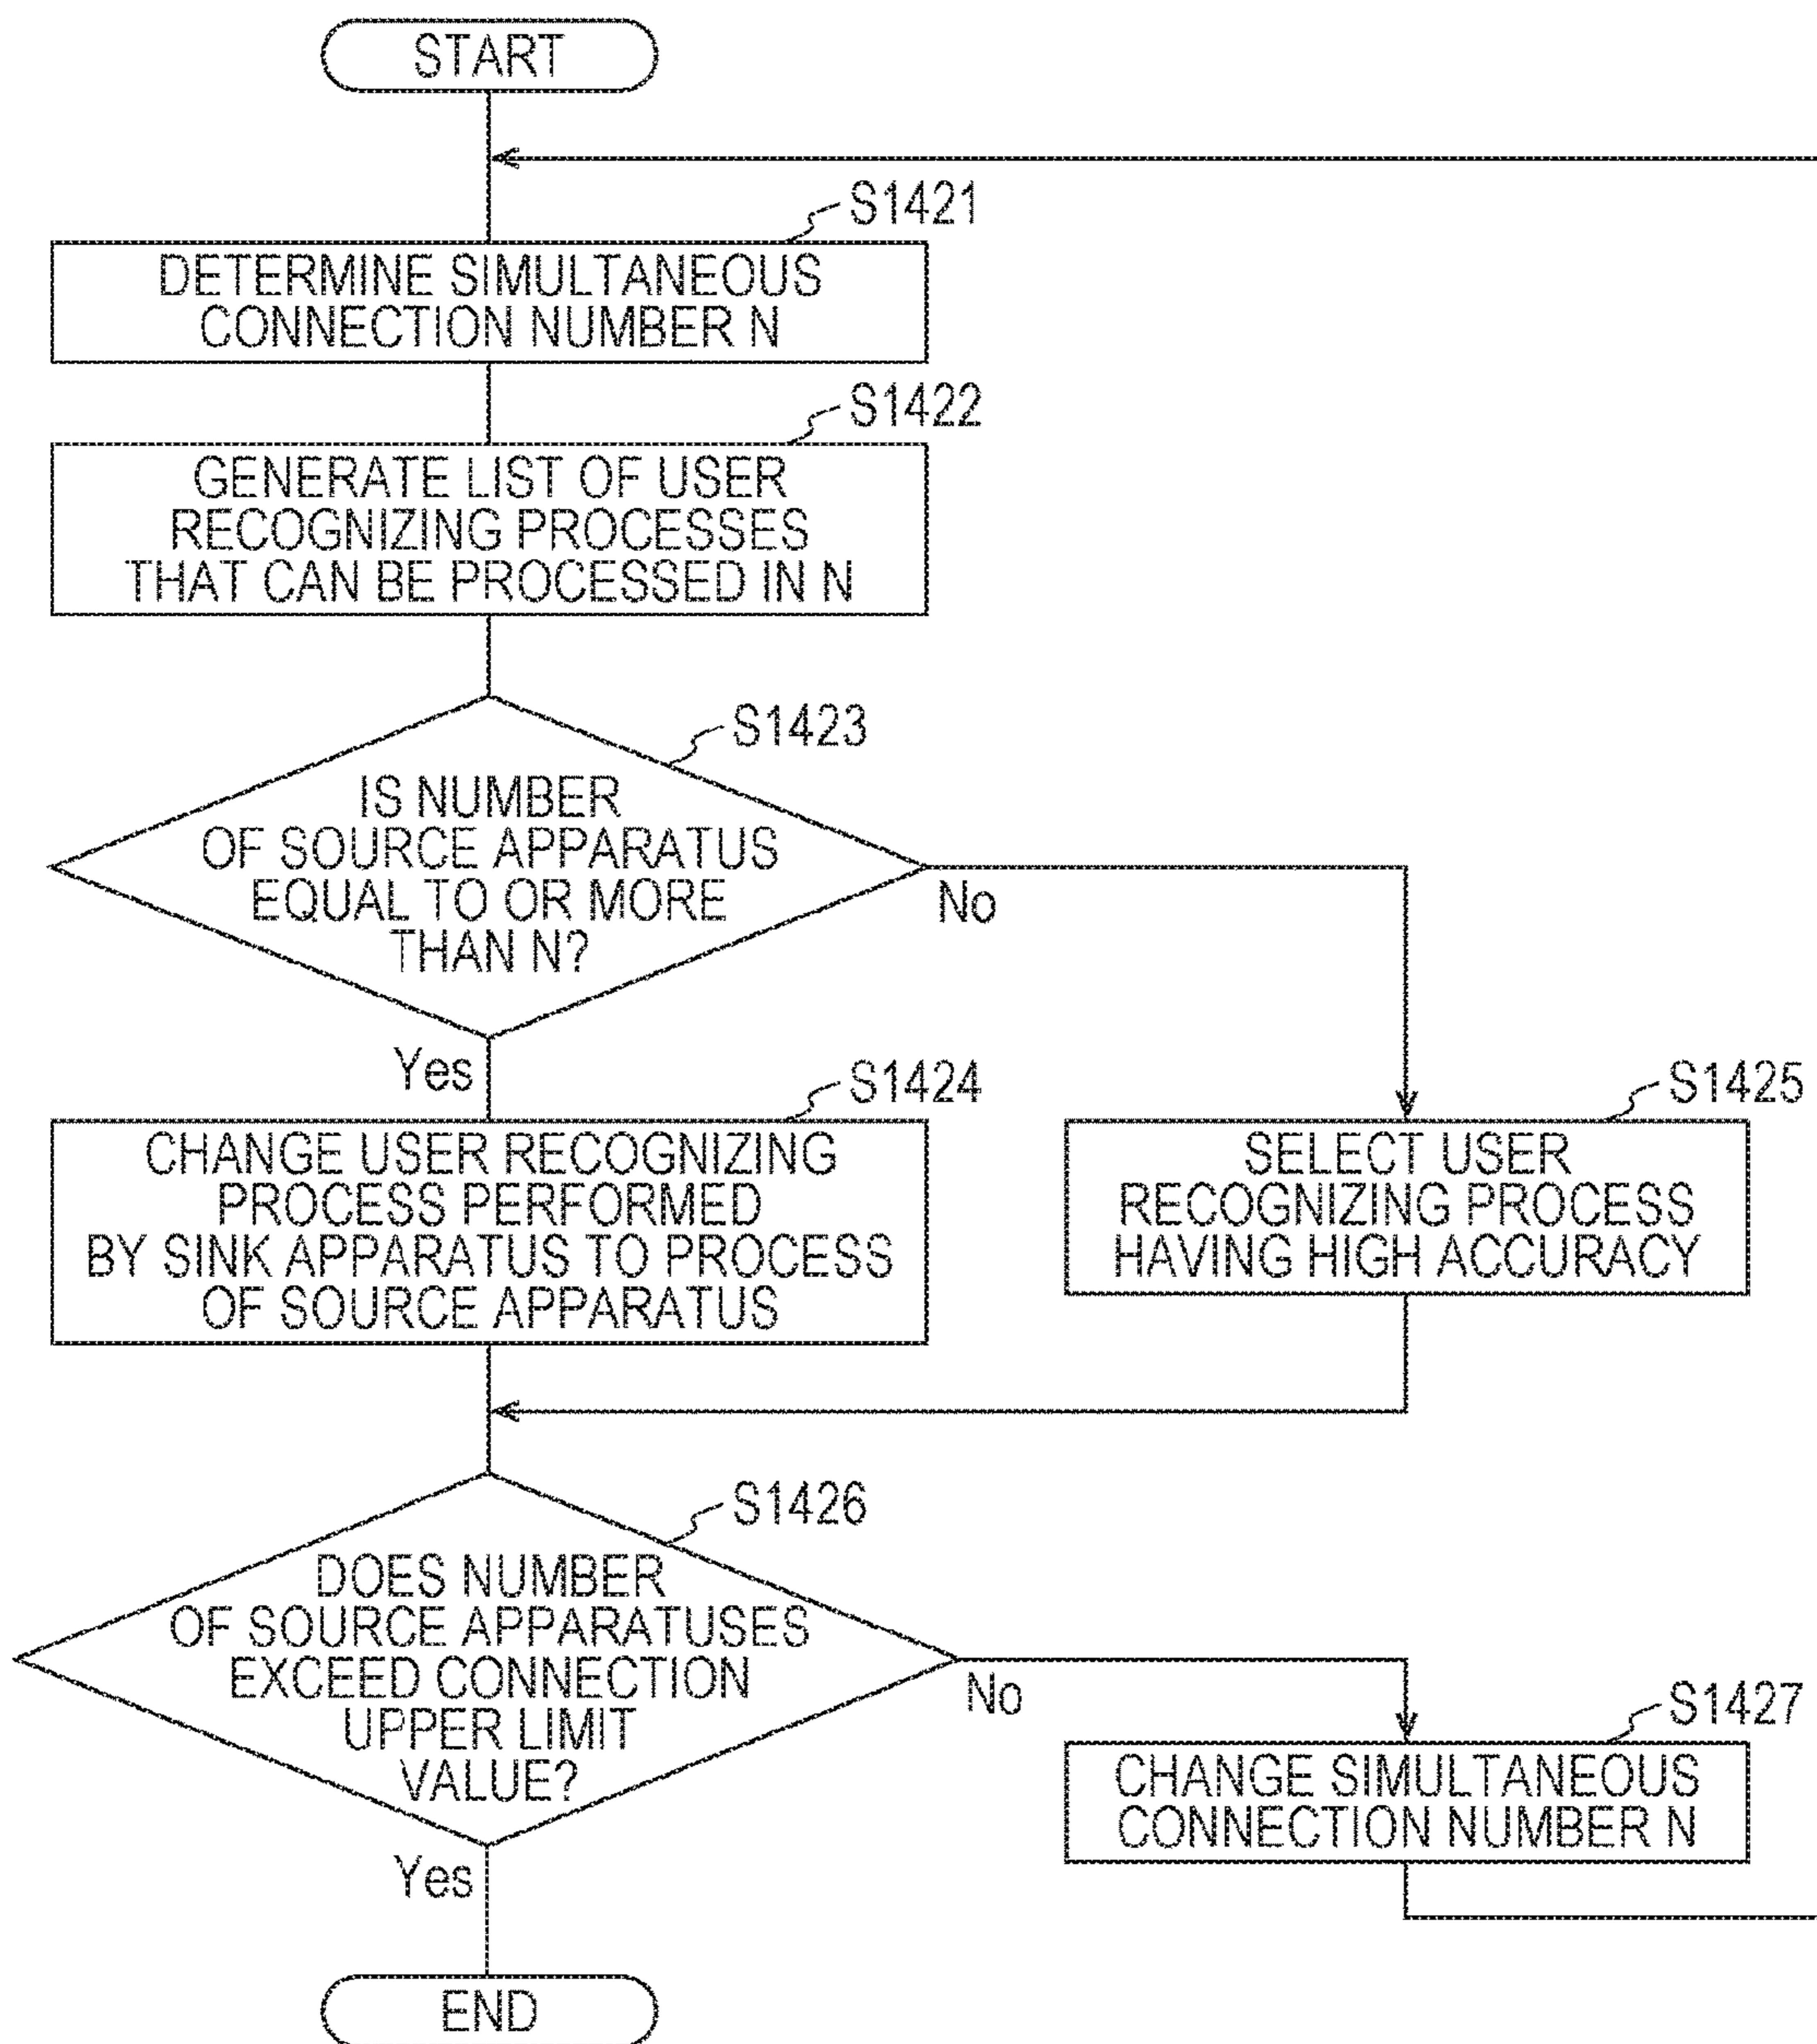 START
S1421
DETERMINE SIMULTANEOUS
CONNECTION NUMBER N
S1422
GENERATE LIST OF USER
RECOGNIZING PROCESSES
THAT CAN BE PROCESSED IN N
S1423
IS NUMBER
OF SOURCE APPARATUS
EQUAL TO OR MORE
THAN N?
No
Yes
S1424
CHANGE USER RECOGNIZING
PROCESS PERFORMED
BY SINK APPARATUS TO PROCESS
OF SOURCE APPARATUS
S1425
SELECT USER
RECOGNIZING PROCESS
HAVING HIGH ACCURACY
S1426
DOES NUMBER
OF SOURCE APPARATUSES
EXCEED CONNECTION
UPPER LIMIT
VALUE?
No
Yes
S1427
CHANGE SIMULTANEOUS
CONNECTION NUMBER N
END